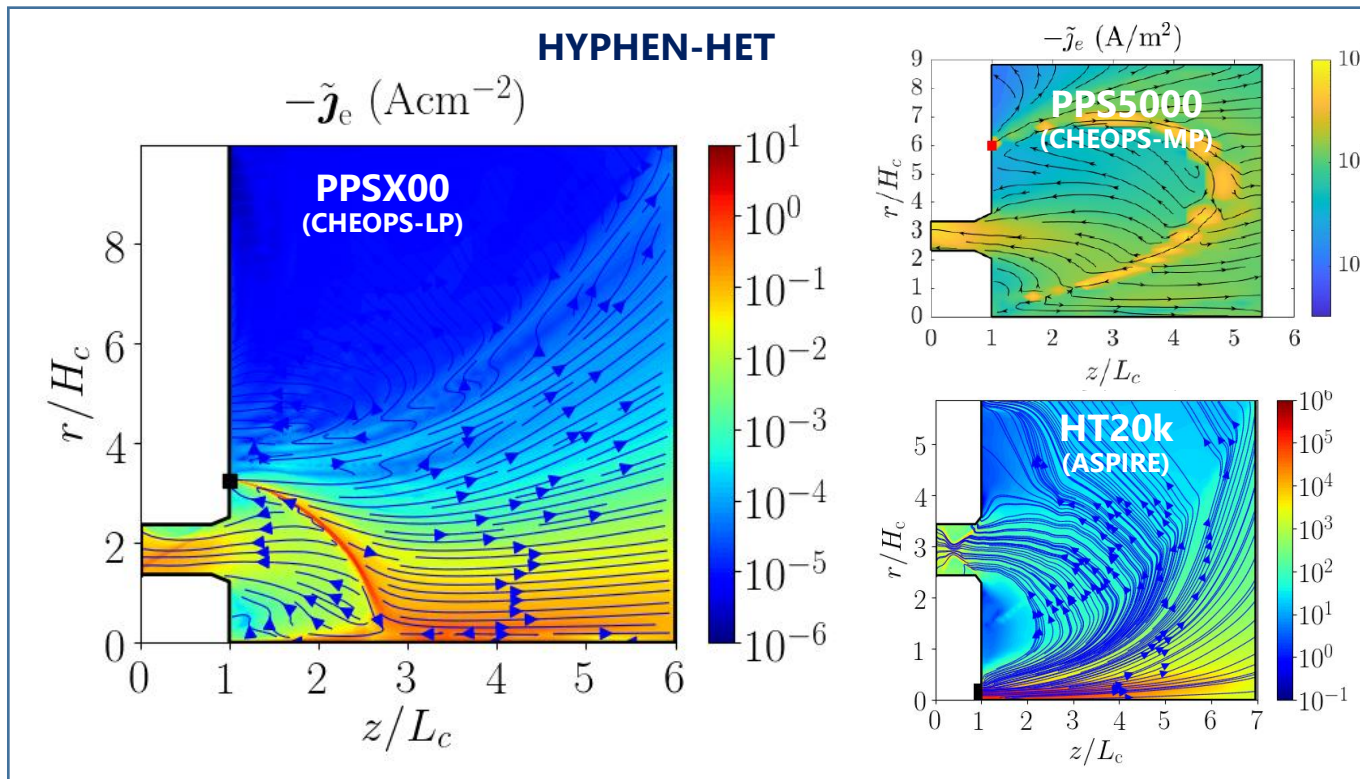 HYPHEN-HET
−j̃e (Acm−2)
PPSX00
(CHEOPS-LP)
r/Hc
8
6
4
2
0
0 1 2 3 4 5 6
z/Lc
10^1
10^0
10^−1
10^−2
10^−3
10^−4
10^−5
10^−6
−j̃e (A/m2)
PPS5000
(CHEOPS-MP)
r/Hc
9
8
7
6
5
4
3
2
1
0
0 1 2 3 4 5 6
z/Lc
10
10
10
HT20k
(ASPIRE)
r/Hc
5
4
3
2
1
0
0 1 2 3 4 5 6 7
z/Lc
10^6
10^5
10^4
10^3
10^2
10^1
10^0
10^−1